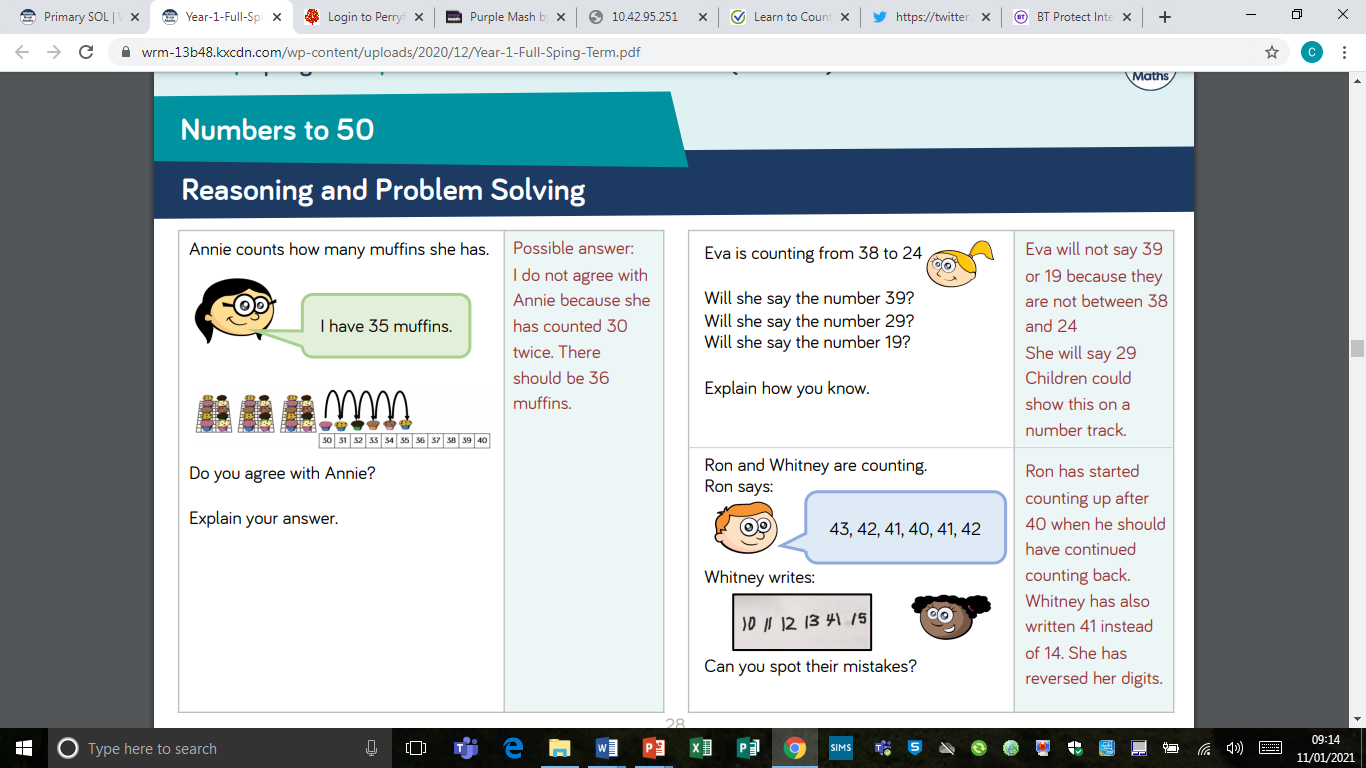 Primary SOL | W
Year-1-Full-Spi
Login to Perryf
Purple Mash b
10.42.95.251
Learn to Count
https://twitter.
BT Protect Inte
wrm-13b48.kxcdn.com/wp-content/uploads/2020/12/Year-1-Full-Sping-Term.pdf
C
Maths
Numbers to 50
Reasoning and Problem Solving
Annie counts how many muffins she has.
I have 35 muffins.
30 31 32 33 34 35 36 37 38 39 40
Do you agree with Annie?
Explain your answer.
Possible answer:
I do not agree with
Annie because she
has counted 30
twice. There
should be 36
muffins.
Eva is counting from 38 to 24
Will she say the number 39?
Will she say the number 29?
Will she say the number 19?
Explain how you know.
Eva will not say 39
or 19 because they
are not between 38
and 24
She will say 29
Children could
show this on a
number track.
Ron and Whitney are counting.
Ron says:
43, 42, 41, 40, 41, 42
Whitney writes:
10 11 12 13 41 15
Can you spot their mistakes?
Ron has started
counting up after
40 when he should
have continued
counting back.
Whitney has also
written 41 instead
of 14. She has
reversed her digits.
28
Type here to search
SIMS
09:14
11/01/2021